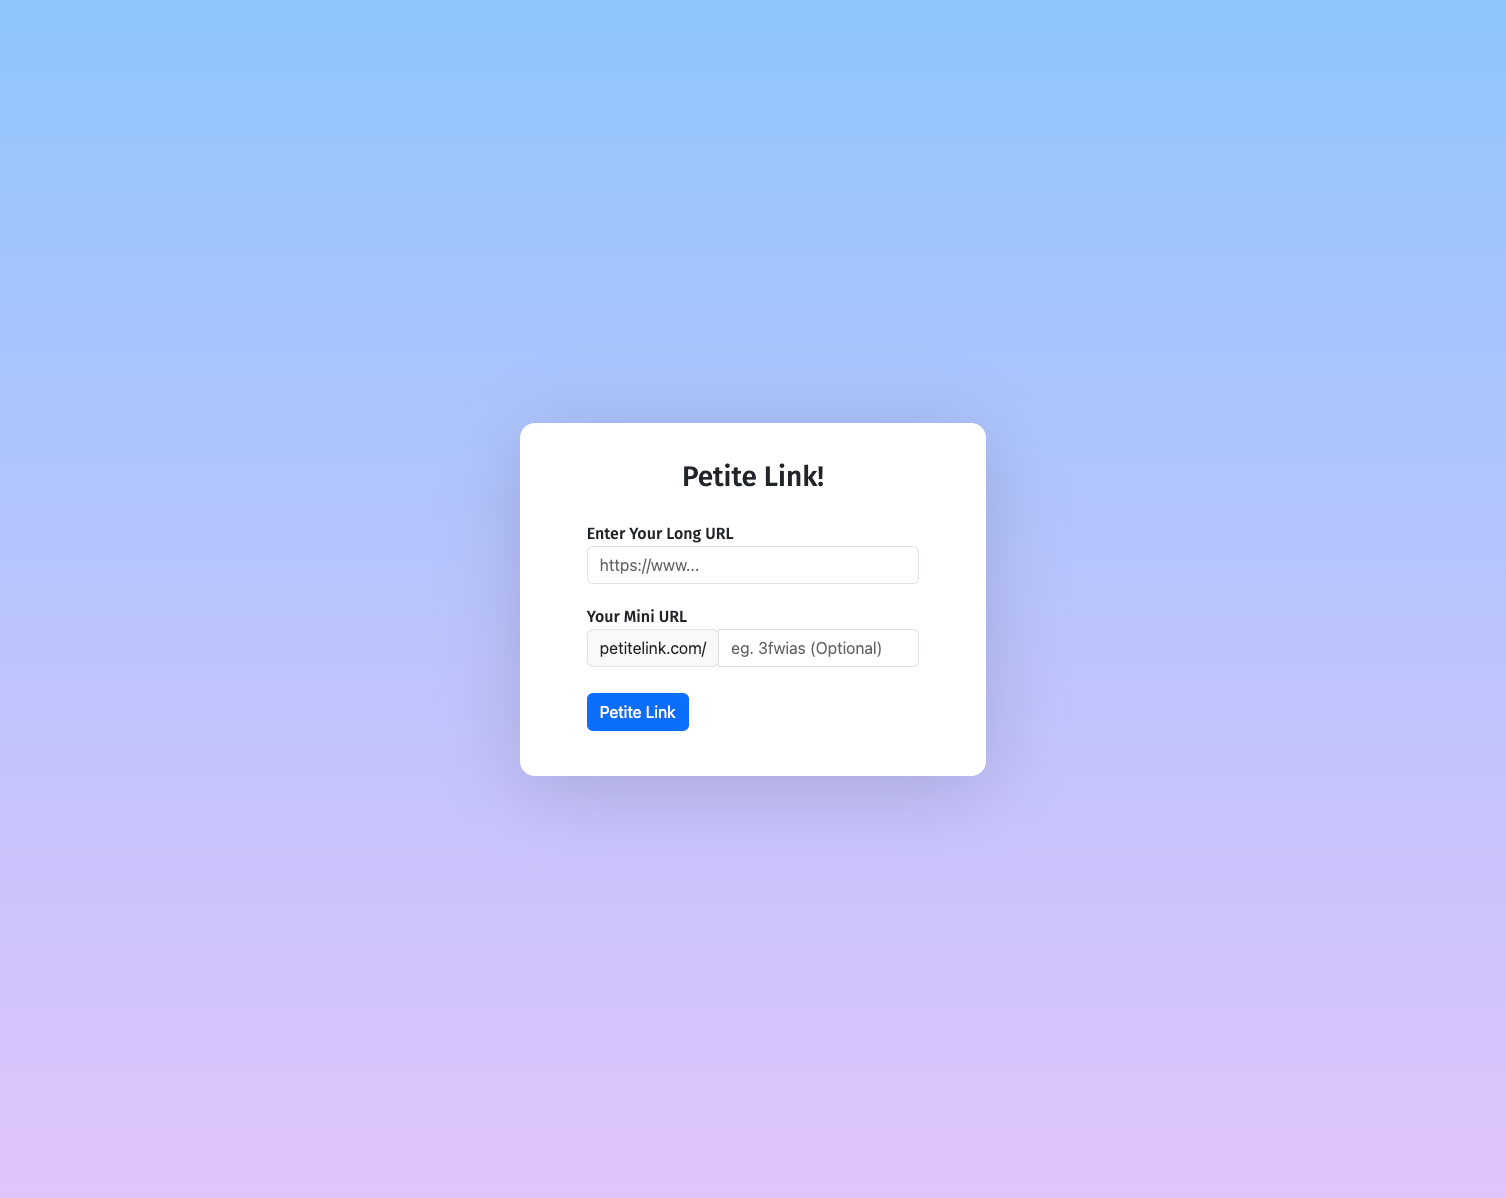 Petite Link!
Enter Your Long URL
https://www...
Your Mini URL
petitelink.com/ eg. 3fwias (Optional)
Petite Link